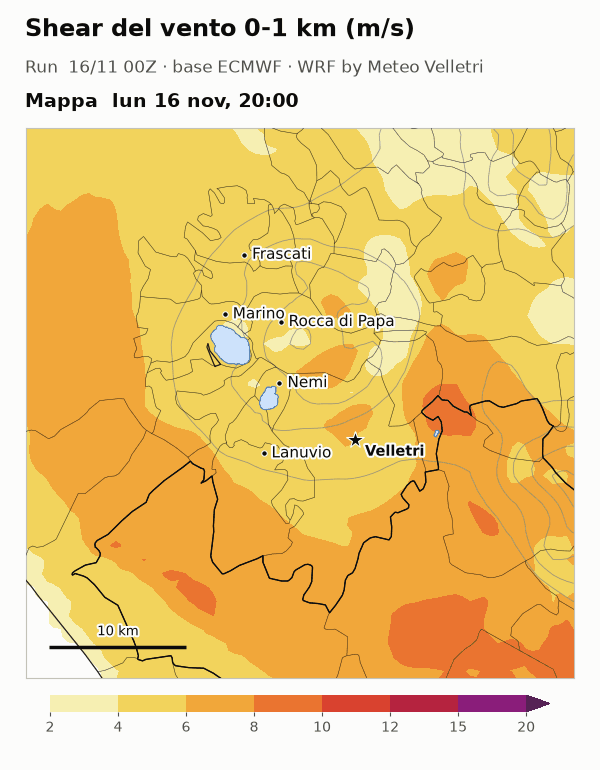 Shear del vento 0-1 km (m/s)
Run  16/11 00Z · base ECMWF · WRF by Meteo Velletri
Mappa  lun 16 nov, 20:00
Frascati
Marino
Rocca di Papa
Nemi
Velletri
Lanuvio
10 km
2 4 6 8 10 12 15 20